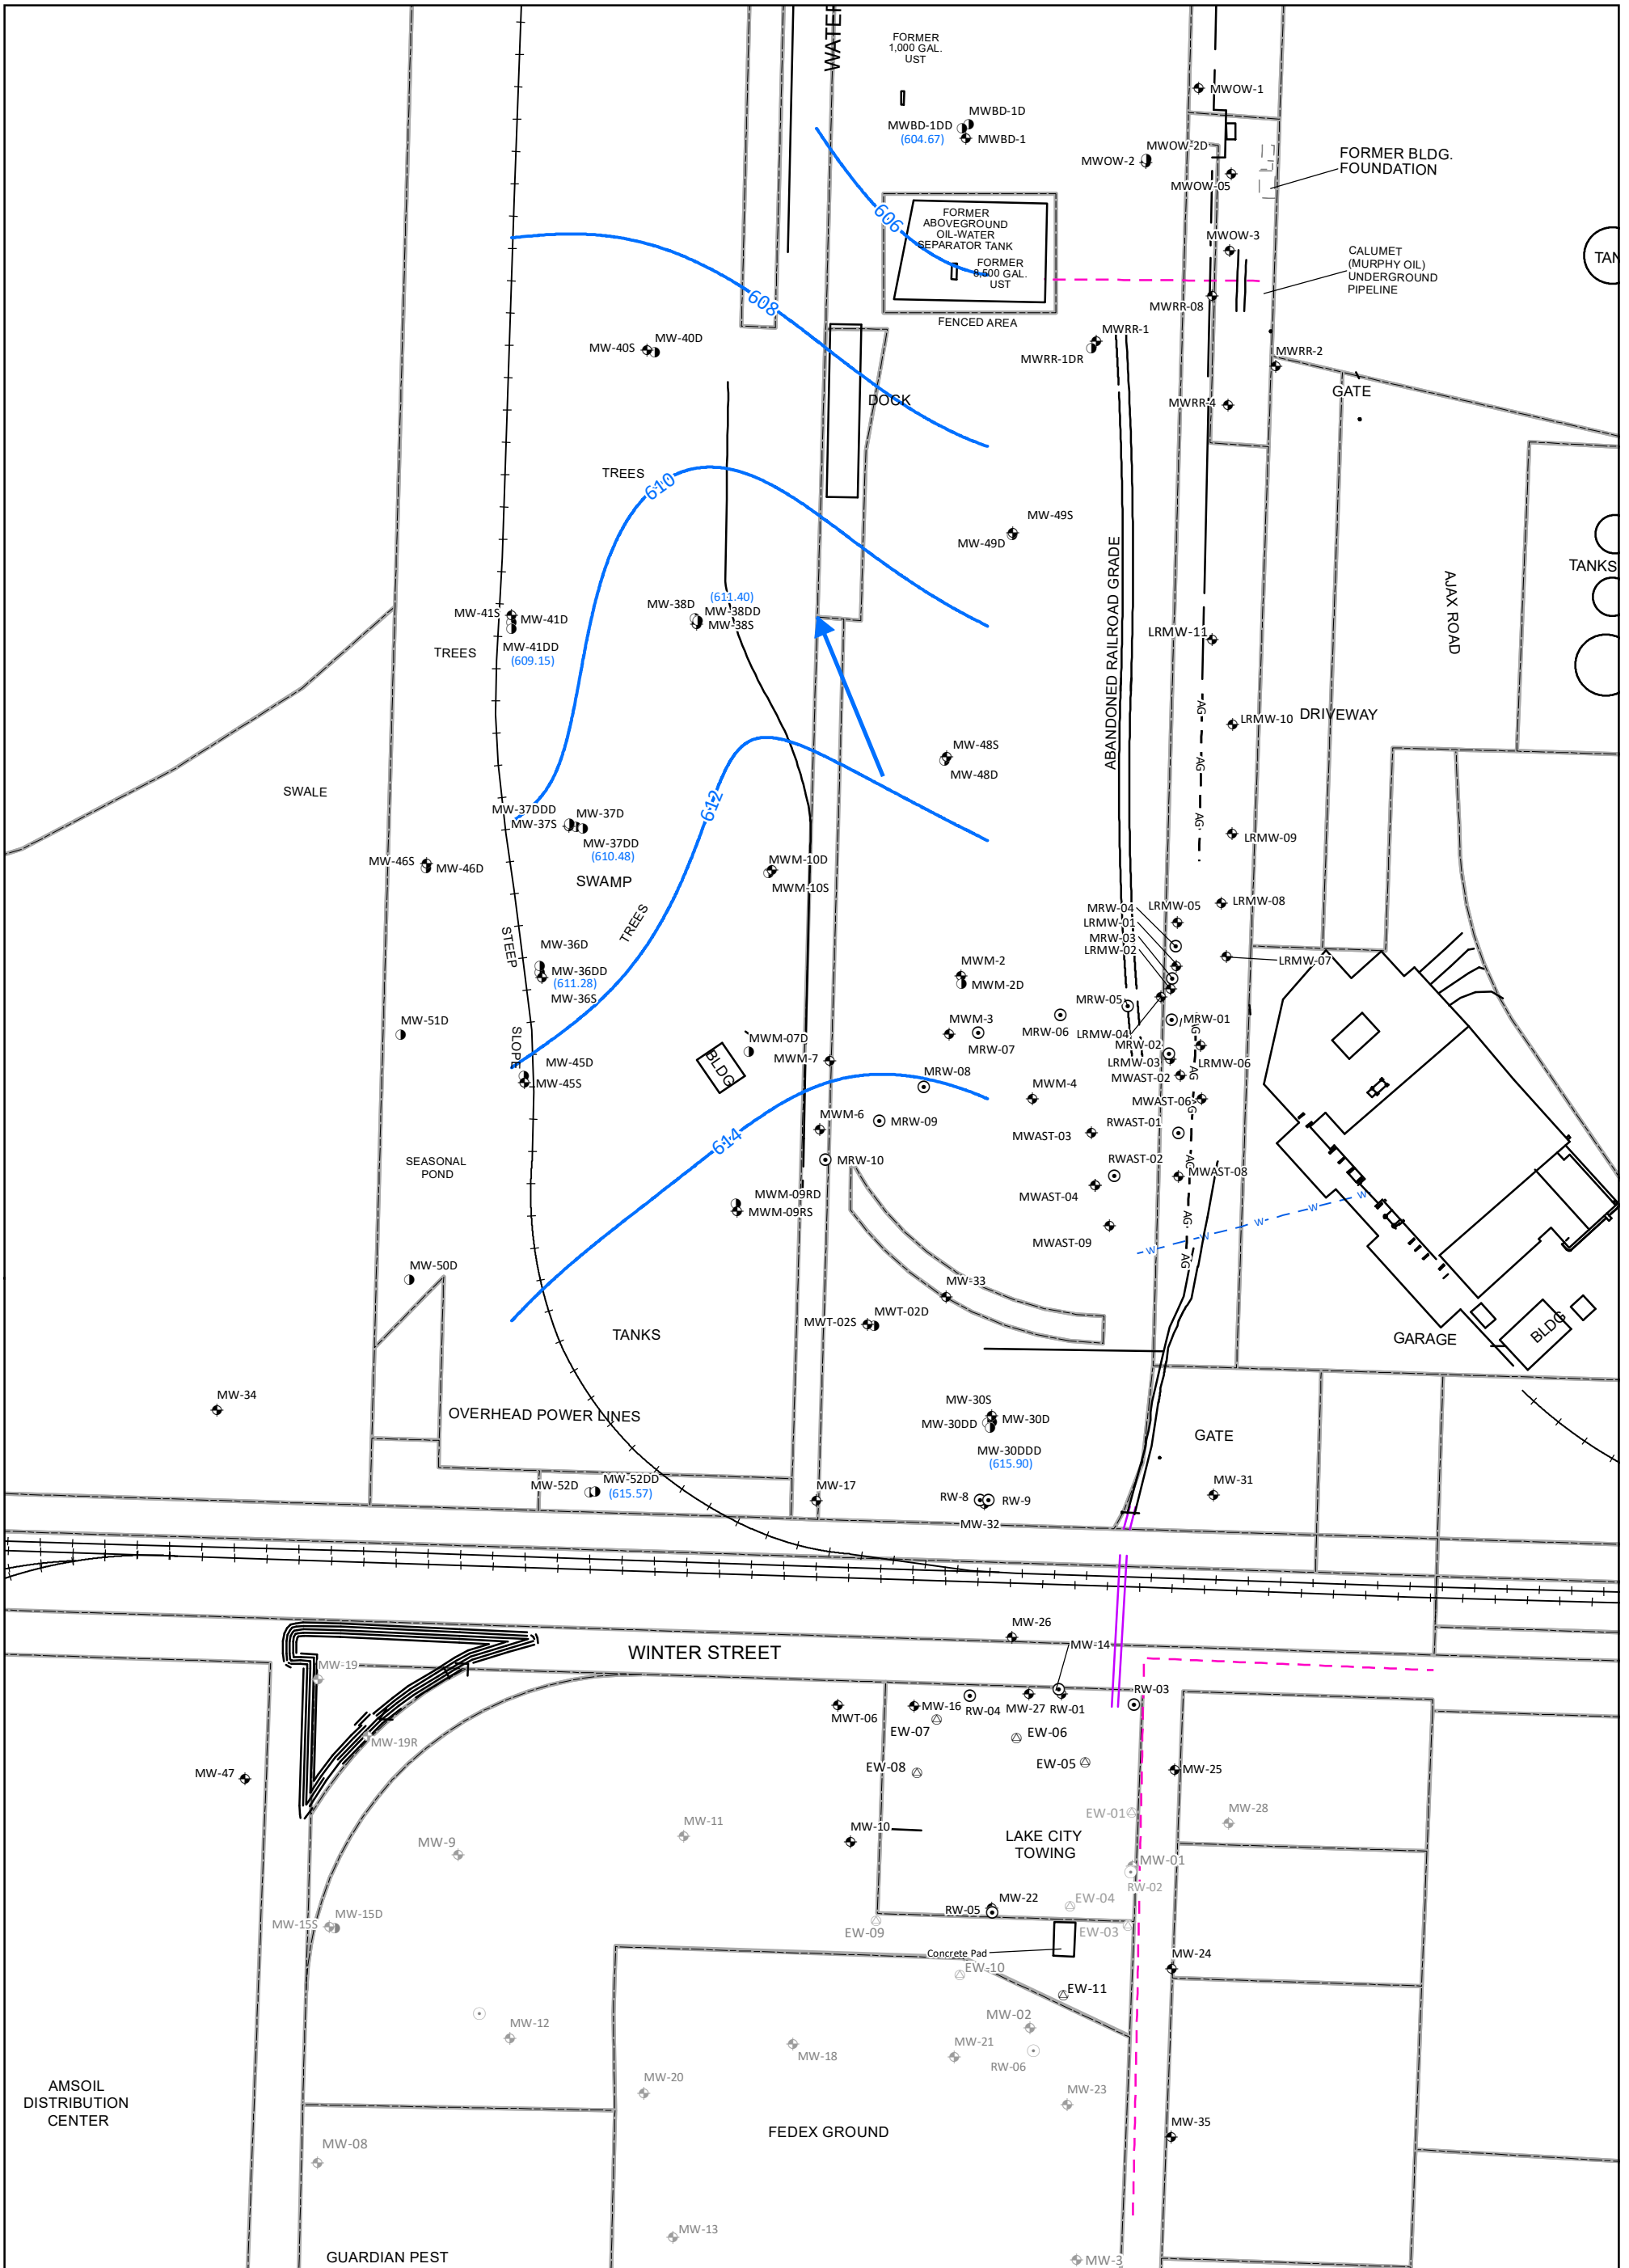 WATER
FORMER
1,000 GAL.
UST
MWOW-1
MWBD-1D
MWBD-1DD
(604.67)
MWBD-1
MWOW-2D
MWOW-2
MWOW-05
FORMER BLDG.
FOUNDATION
606
FORMER
ABOVEGROUND
OIL-WATER
SEPARATOR TANK
FORMER
8,500 GAL.
UST
FENCED AREA
MWOW-3
CALUMET
(MURPHY OIL)
UNDERGROUND
PIPELINE
TAN
608
MWRR-08
MW-40S
MW-40D
MWRR-1
MWRR-1DR
MWRR-2
GATE
DOCK
MWRR-4
TREES
610
MW-49S
MW-49D
ABANDONED RAILROAD GRADE
AJAX ROAD
TANKS
(611.40)
MW-38D
MW-38DD
MW-38S
MW-41S
MW-41D
MW-41DD
(609.15)
TREES
LRMW-11
AG
LRMW-10
DRIVEWAY
MW-48S
MW-48D
AG
SWALE
612
MW-37DDD
MW-37D
MW-37S
MW-37DD
(610.48)
AG
LRMW-09
MW-46S
MW-46D
SWAMP
MWM-10D
MWM-10S
TREES
STEEP
MRW-04
LRMW-05
LRMW-08
LRMW-01
MRW-03
LRMW-02
LRMW-07
MW-36D
MW-36DD
(611.28)
MW-36S
MWM-2
MWM-2D
MW-51D
SLOPE
MWM-07D
BLDG
MWM-7
MWM-3
MRW-07
MRW-06
MRW-05
LRMW-04
MRW-01
AG
MRW-02
LRMW-03
LRMW-06
MW-45D
MW-45S
MRW-08
MWM-4
MWAST-02
AG
MWAST-06
AG
614
MWM-6
MRW-09
MWAST-03
RWAST-01
SEASONAL
POND
MRW-10
RWAST-02
AG
MWAST-08
MWM-09RD
MWM-09RS
MWAST-04
W
W
W
W
AG
MWAST-09
AG
MW-50D
MW-33
MWT-02S
MWT-02D
TANKS
GARAGE
BLDG
MW-34
OVERHEAD POWER LINES
MW-30S
MW-30DD
MW-30D
MW-30DDD
(615.90)
GATE
MW-52D
MW-52DD
(615.57)
MW-17
RW-8
RW-9
MW-32
MW-31
MW-26
WINTER STREET
MW-14
MW-19
MWT-06
MW-16
RW-04
MW-27
RW-01
RW-03
EW-07
EW-06
MW-19R
EW-08
EW-05
MW-47
MW-25
EW-01
MW-28
MW-11
MW-10
MW-9
LAKE CITY
TOWING
MW-01
RW-02
MW-22
EW-04
RW-05
MW-15S
MW-15D
EW-09
EW-03
Concrete Pad
EW-10
MW-24
EW-11
MW-02
MW-12
MW-18
MW-21
RW-06
MW-20
AMSOIL
DISTRIBUTION
CENTER
MW-23
MW-35
FEDEX GROUND
MW-08
MW-13
GUARDIAN PEST
MW-3